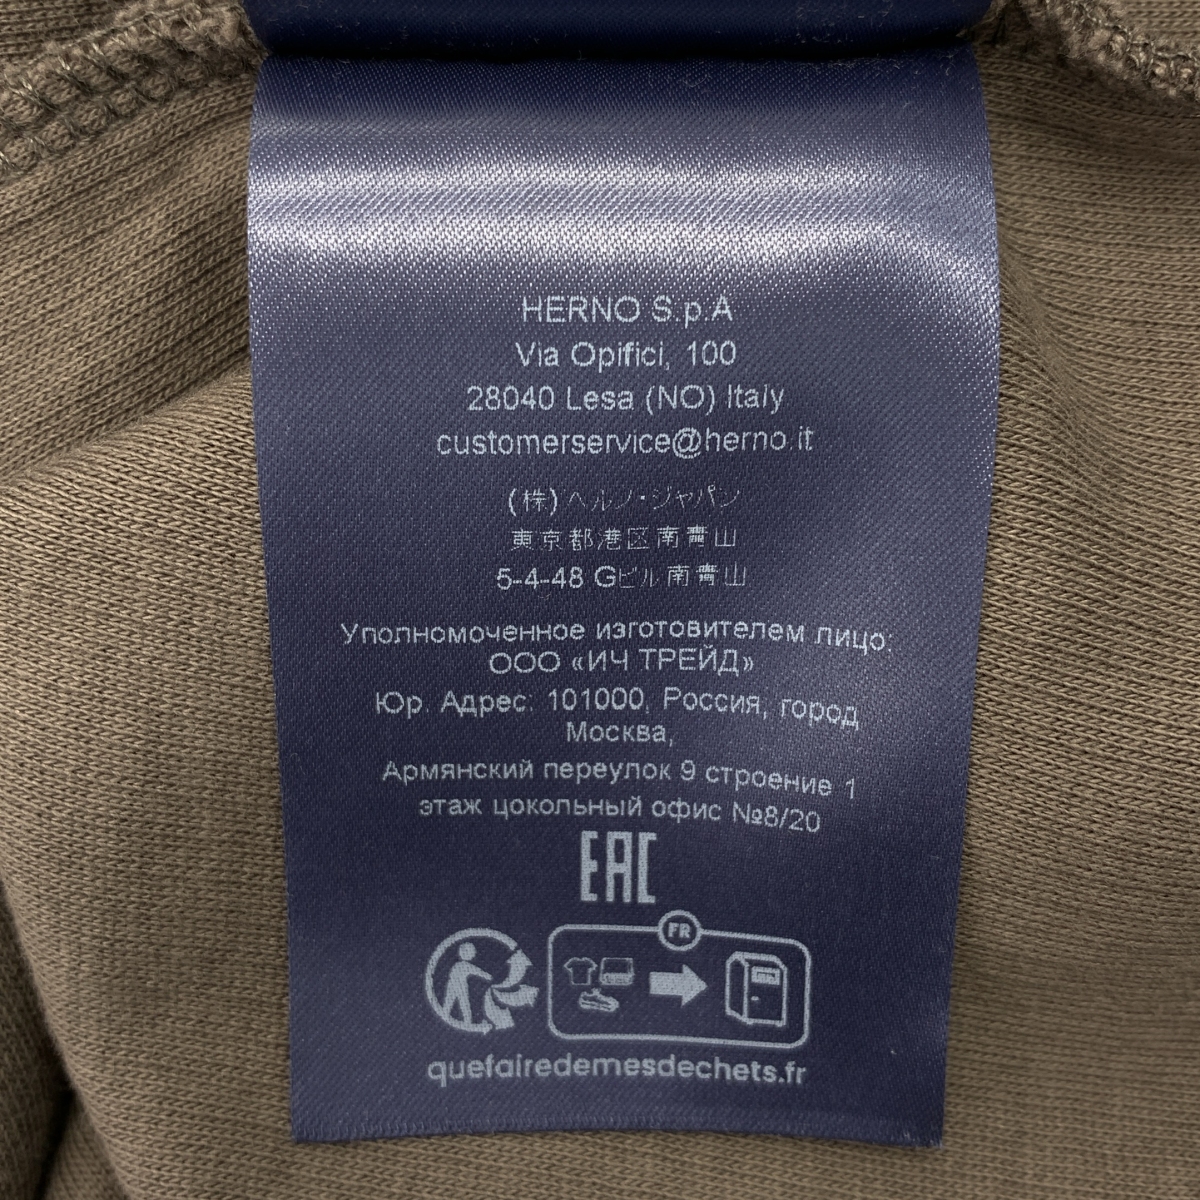 HERNO S.p.A
Via Opifici, 100
28040 Lesa (NO) Italy
customerservice@herno.it
(株)ヘルノ・ジャパン
東京都港区南青山
5-4-48 Gビル南青山
Уполномоченное изготовителем лицо:
ООО «ИЧ ТРЕЙД»
Юр. Адрес: 101000, Россия, город
Москва,
Армянский переулок 9 строение 1
этаж цокольный офис №8/20
EAC
FR
quefairedemesdechets.fr